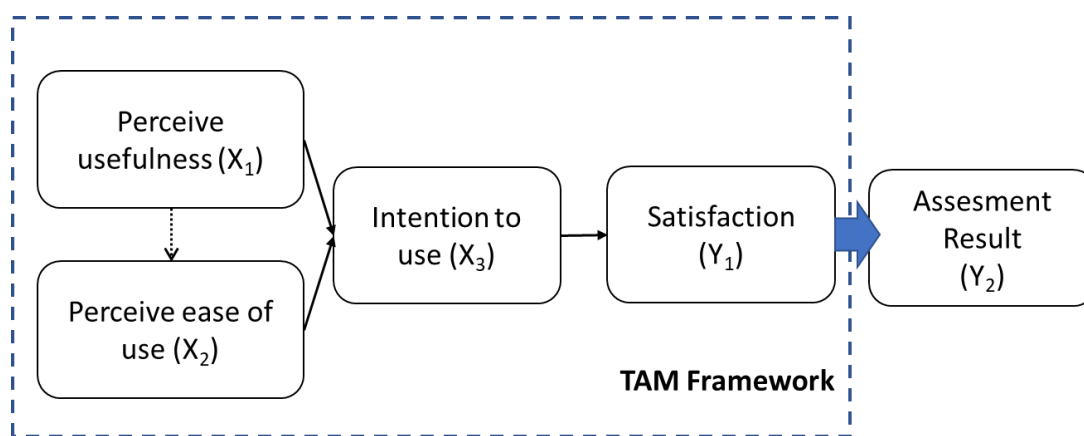 Perceive
usefulness (X₁)
Perceive ease of
use (X₂)
Intention to
use (X₃)
Satisfaction
(Y₁)
Assesment
Result
(Y₂)
TAM Framework